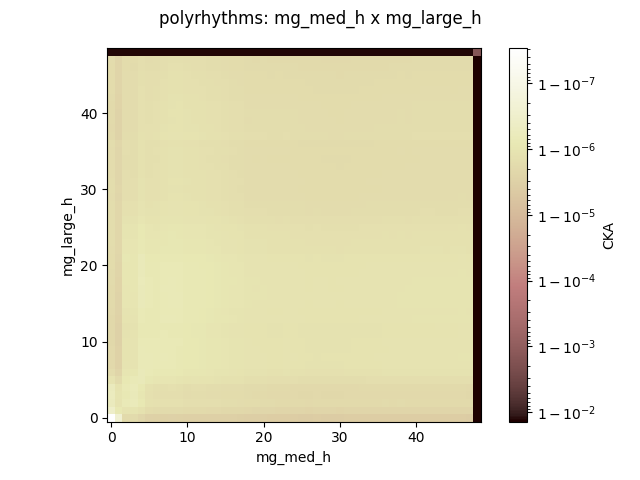 polyrhythms: mg_med_h x mg_large_h
40
30
20
10
0
mg_large_h
0 10 20 30 40
mg_med_h
1 − 10⁻⁷
1 − 10⁻⁶
1 − 10⁻⁵
1 − 10⁻⁴
1 − 10⁻³
1 − 10⁻²
CKA